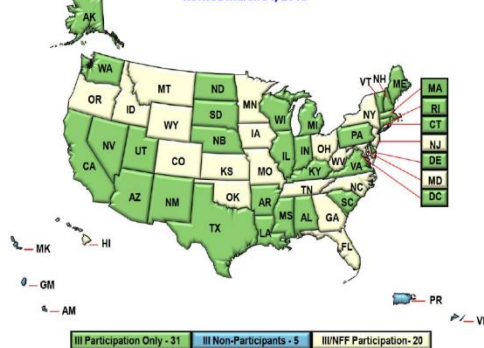 AK
WA
MT
ND
MN
VT
NH
ME
MA
OR
ID
SD
WI
MI
NY
RI
WY
IA
PA
CT
NV
UT
NB
IL
IN
OH
NJ
CA
CO
KS
MO
KY
WV
VA
DE
MD
AZ
NM
OK
AR
TN
NC
SC
DC
TX
LA
MS
AL
GA
FL
MK
HI
GM
AM
PR
III Participation Only - 31
III Non-Participants - 5
III/NFF Participation- 20